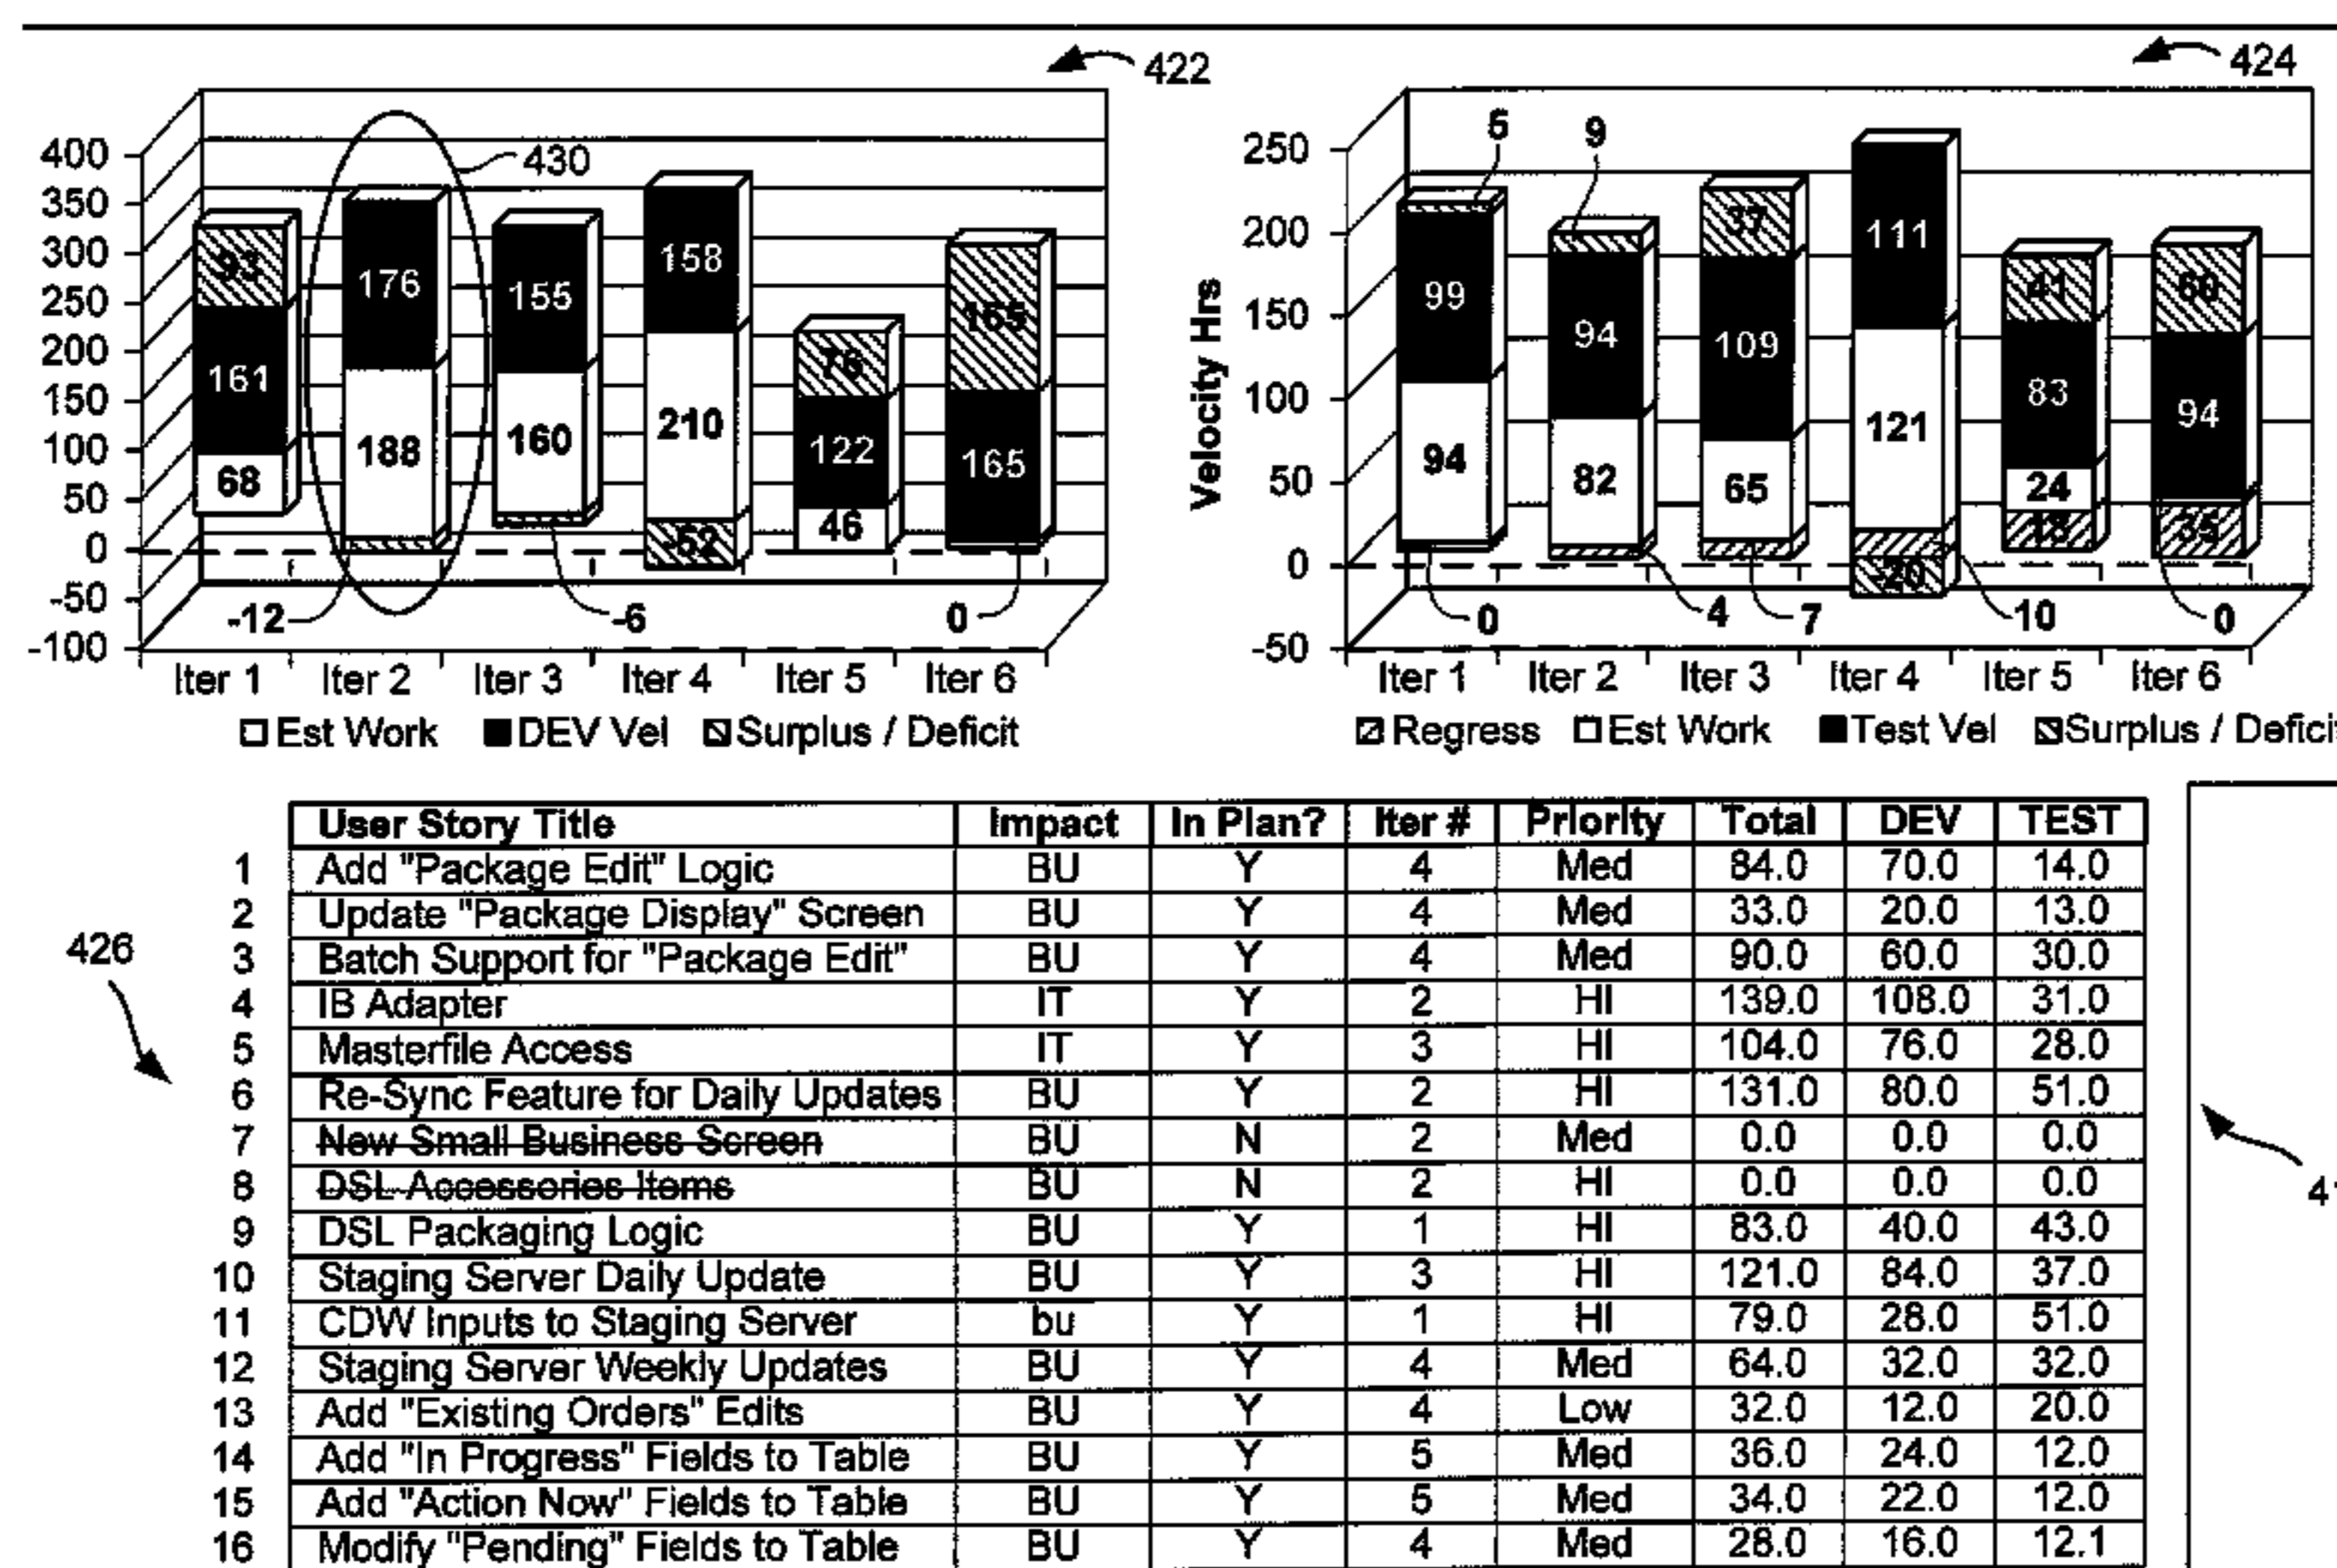 422
424
400
350
300
250
200
150
100
50
0
-50
-100
430
93
161
68
176
188
155
160
158
210
-52
76
122
46
165
165
-12
-6
0
Iter 1 Iter 2 Iter 3 Iter 4 Iter 5 Iter 6
Est Work DEV Vel Surplus / Deficit
Velocity Hrs
250
200
150
100
50
0
-50
5
9
99
94
94
82
37
109
65
111
121
-20
41
83
24
18
60
94
35
0
4
7
10
0
Iter 1 Iter 2 Iter 3 Iter 4 Iter 5 Iter 6
Regress Est Work Test Vel Surplus / Defici
426
User Story Title Impact In Plan? Iter # Priority Total DEV TEST
1 Add "Package Edit" Logic BU Y 4 Med 84.0 70.0 14.0
2 Update "Package Display" Screen BU Y 4 Med 33.0 20.0 13.0
3 Batch Support for "Package Edit" BU Y 4 Med 90.0 60.0 30.0
4 IB Adapter IT Y 2 HI 139.0 108.0 31.0
5 Masterfile Access IT Y 3 HI 104.0 76.0 28.0
6 Re-Sync Feature for Daily Updates BU Y 2 HI 131.0 80.0 51.0
7 New Small Business Screen BU N 2 Med 0.0 0.0 0.0
8 DSL Accessories Items BU N 2 HI 0.0 0.0 0.0
9 DSL Packaging Logic BU Y 1 HI 83.0 40.0 43.0
10 Staging Server Daily Update BU Y 3 HI 121.0 84.0 37.0
11 CDW Inputs to Staging Server bu Y 1 HI 79.0 28.0 51.0
12 Staging Server Weekly Updates BU Y 4 Med 64.0 32.0 32.0
13 Add "Existing Orders" Edits BU Y 4 Low 32.0 12.0 20.0
14 Add "In Progress" Fields to Table BU Y 5 Med 36.0 24.0 12.0
15 Add "Action Now" Fields to Table BU Y 5 Med 34.0 22.0 12.0
16 Modify "Pending" Fields to Table BU Y 4 Med 28.0 16.0 12.1